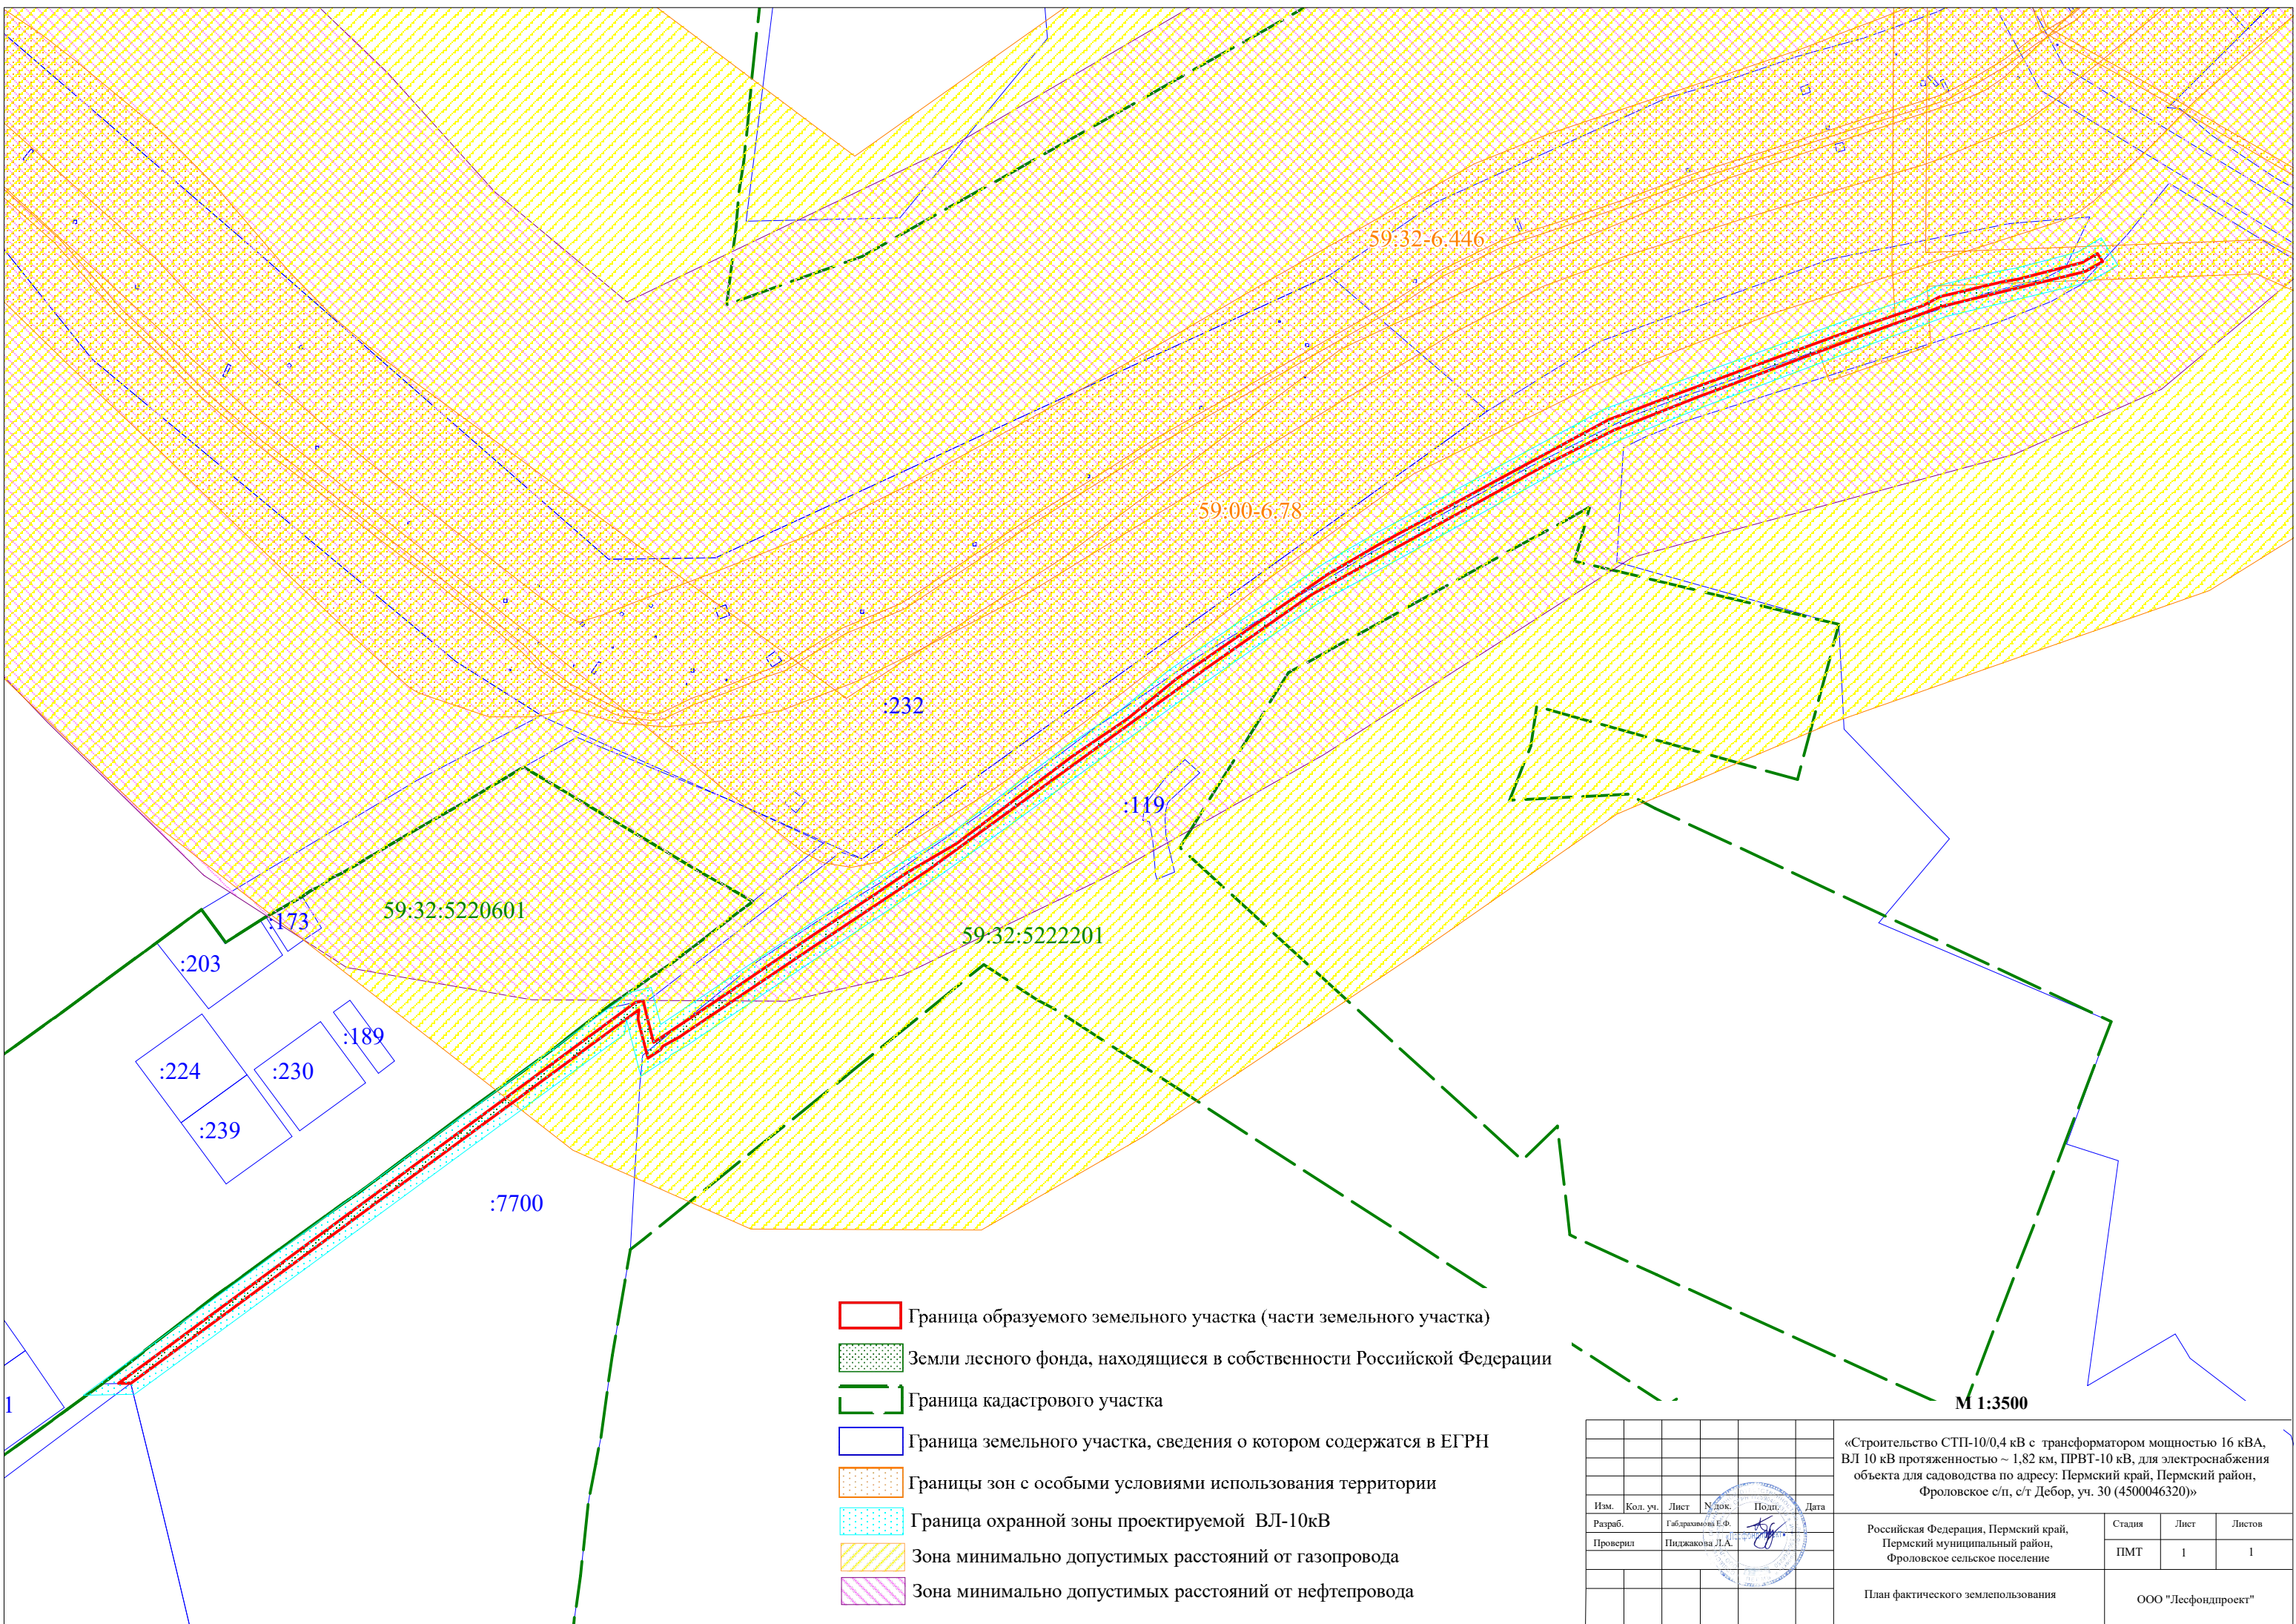 59:32-6.446
59:00-6.78
:232
:119
59:32:5220601
:173
59:32:5222201
:203
:189
:224
:230
:239
:7700
1
Граница образуемого земельного участка (части земельного участка)
Земли лесного фонда, находящиеся в собственности Российской Федерации
Граница кадастрового участка
Граница земельного участка, сведения о котором содержатся в ЕГРН
Границы зон с особыми условиями использования территории
Граница охранной зоны проектируемой ВЛ-10кВ
Зона минимально допустимых расстояний от газопровода
Зона минимально допустимых расстояний от нефтепровода
М 1:3500
«Строительство СТП-10/0,4 кВ с трансформатором мощностью 16 кВА,
ВЛ 10 кВ протяженностью ~ 1,82 км, ПРВТ-10 кВ, для электроснабжения
объекта для садоводства по адресу: Пермский край, Пермский район,
Фроловское с/п, с/т Дебор, уч. 30 (4500046320)»
Изм. Кол. уч. Лист N док. Подп. Дата
Разраб. Габдрахимова Е.Ф.
Проверил Пиджакова Л.А.
Российская Федерация, Пермский край,
Пермский муниципальный район,
Фроловское сельское поселение
Стадия Лист Листов
ПМТ 1 1
План фактического землепользования
ООО "Лесфондпроект"